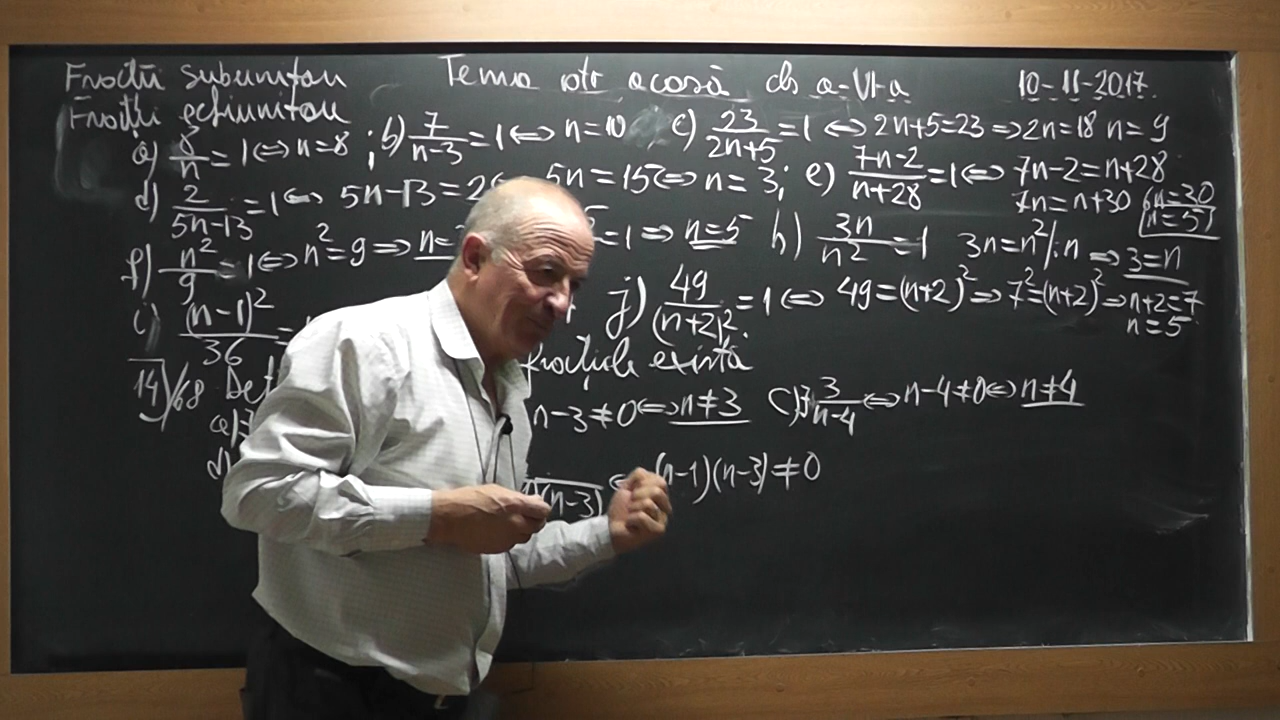 Fracții subunitare Tema ptr acasă cls a-VI-a 10-11-2017.
Fracții echiunitare
a) 8/n = 1 ⇔ n = 8 ; b) 7/(n-3) = 1 ⇔ n = 10 c) 23/(2n+5) = 1 ⇔ 2n+5 = 23 ⇒ 2n = 18 n = 9
d) 2/(5n-13) = 1 ⇔ 5n-13 = 2 5n = 15 ⇔ n = 3; e) (7n-2)/(n+28) = 1 ⇔ 7n-2 = n+28
7n = n+30 6n = 30
n = 5
f) n²/9 = 1 ⇔ n² = 9 ⇒ n = = 1 ⇒ n = 5 h) 3n/n² = 1 3n = n² /:n ⇒ 3 = n
i) (n-1)²/36 = j) 49/(n+2)² = 1 ⇔ 49 = (n+2)² ⇒ 7² = (n+2)² ⇒ n+2 = 7
n = 5
14)/68 fracțiile există
a) n-3 ≠ 0 ⇔ n ≠ 3 c) ∃ 3/(n-4) ⇔ n-4 ≠ 0 ⇔ n ≠ 4
d) (n-3) ⇔ (n-1)(n-3) ≠ 0